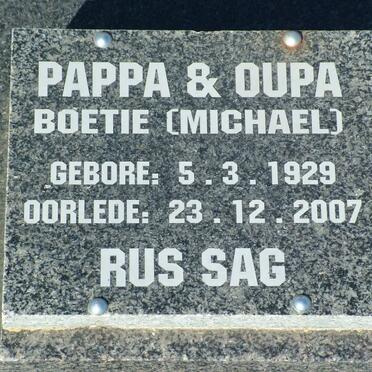 PAPPA & OUPA
BOETIE (MICHAEL)
GEBORE: 5 . 3 . 1929
OORLEDE: 23 . 12 . 2007
RUS SAG